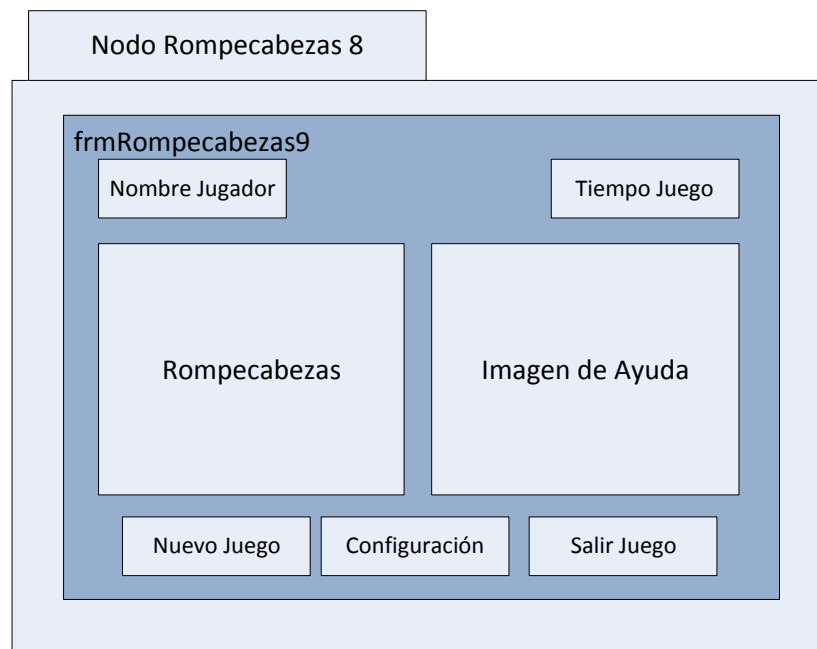 Nodo Rompecabezas 8
frmRompecabezas9
Nombre Jugador
Tiempo Juego
Rompecabezas
Imagen de Ayuda
Nuevo Juego
Configuración
Salir Juego